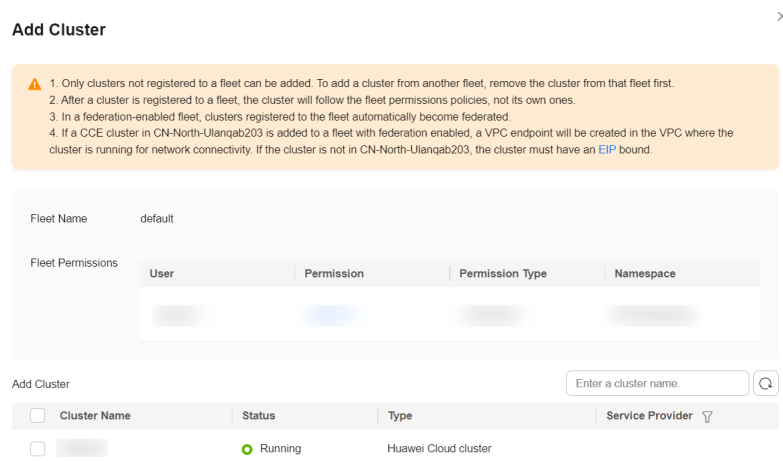 Add Cluster
1. Only clusters not registered to a fleet can be added. To add a cluster from another fleet, remove the cluster from that fleet first.
2. After a cluster is registered to a fleet, the cluster will follow the fleet permissions policies, not its own ones.
3. In a federation-enabled fleet, clusters registered to the fleet automatically become federated.
4. If a CCE cluster in CN-North-Ulanqab203 is added to a fleet with federation enabled, a VPC endpoint will be created in the VPC where the
cluster is running for network connectivity. If the cluster is not in CN-North-Ulanqab203, the cluster must have an EIP bound.
Fleet Name default
Fleet Permissions
User Permission Permission Type Namespace
Add Cluster Enter a cluster name.
Cluster Name Status Type Service Provider
Running Huawei Cloud cluster